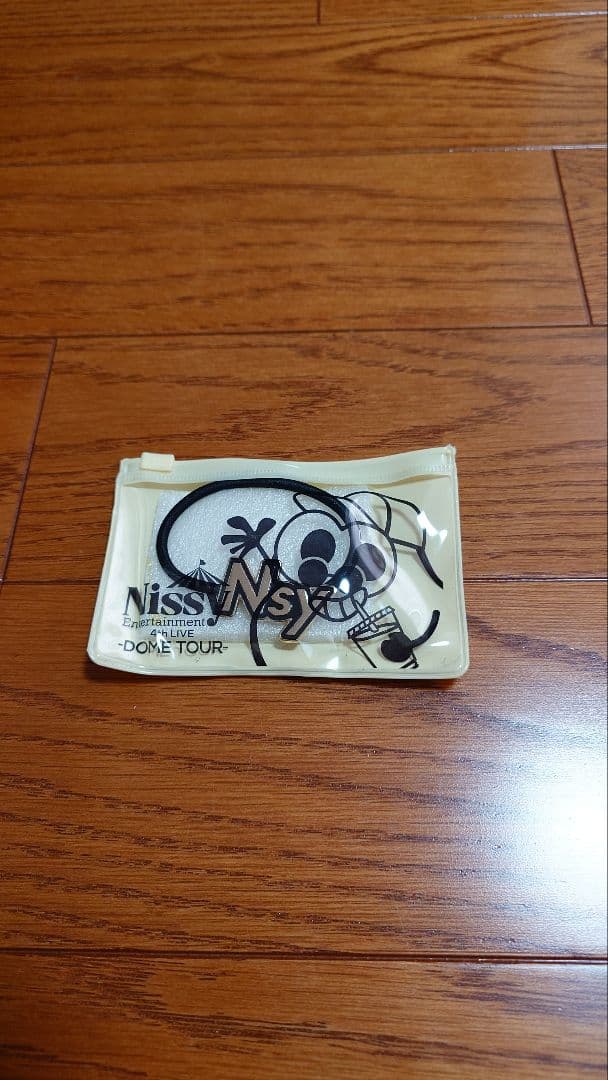 Nissy
Entertainment
4th LIVE
-DOME TOUR-
Nsy